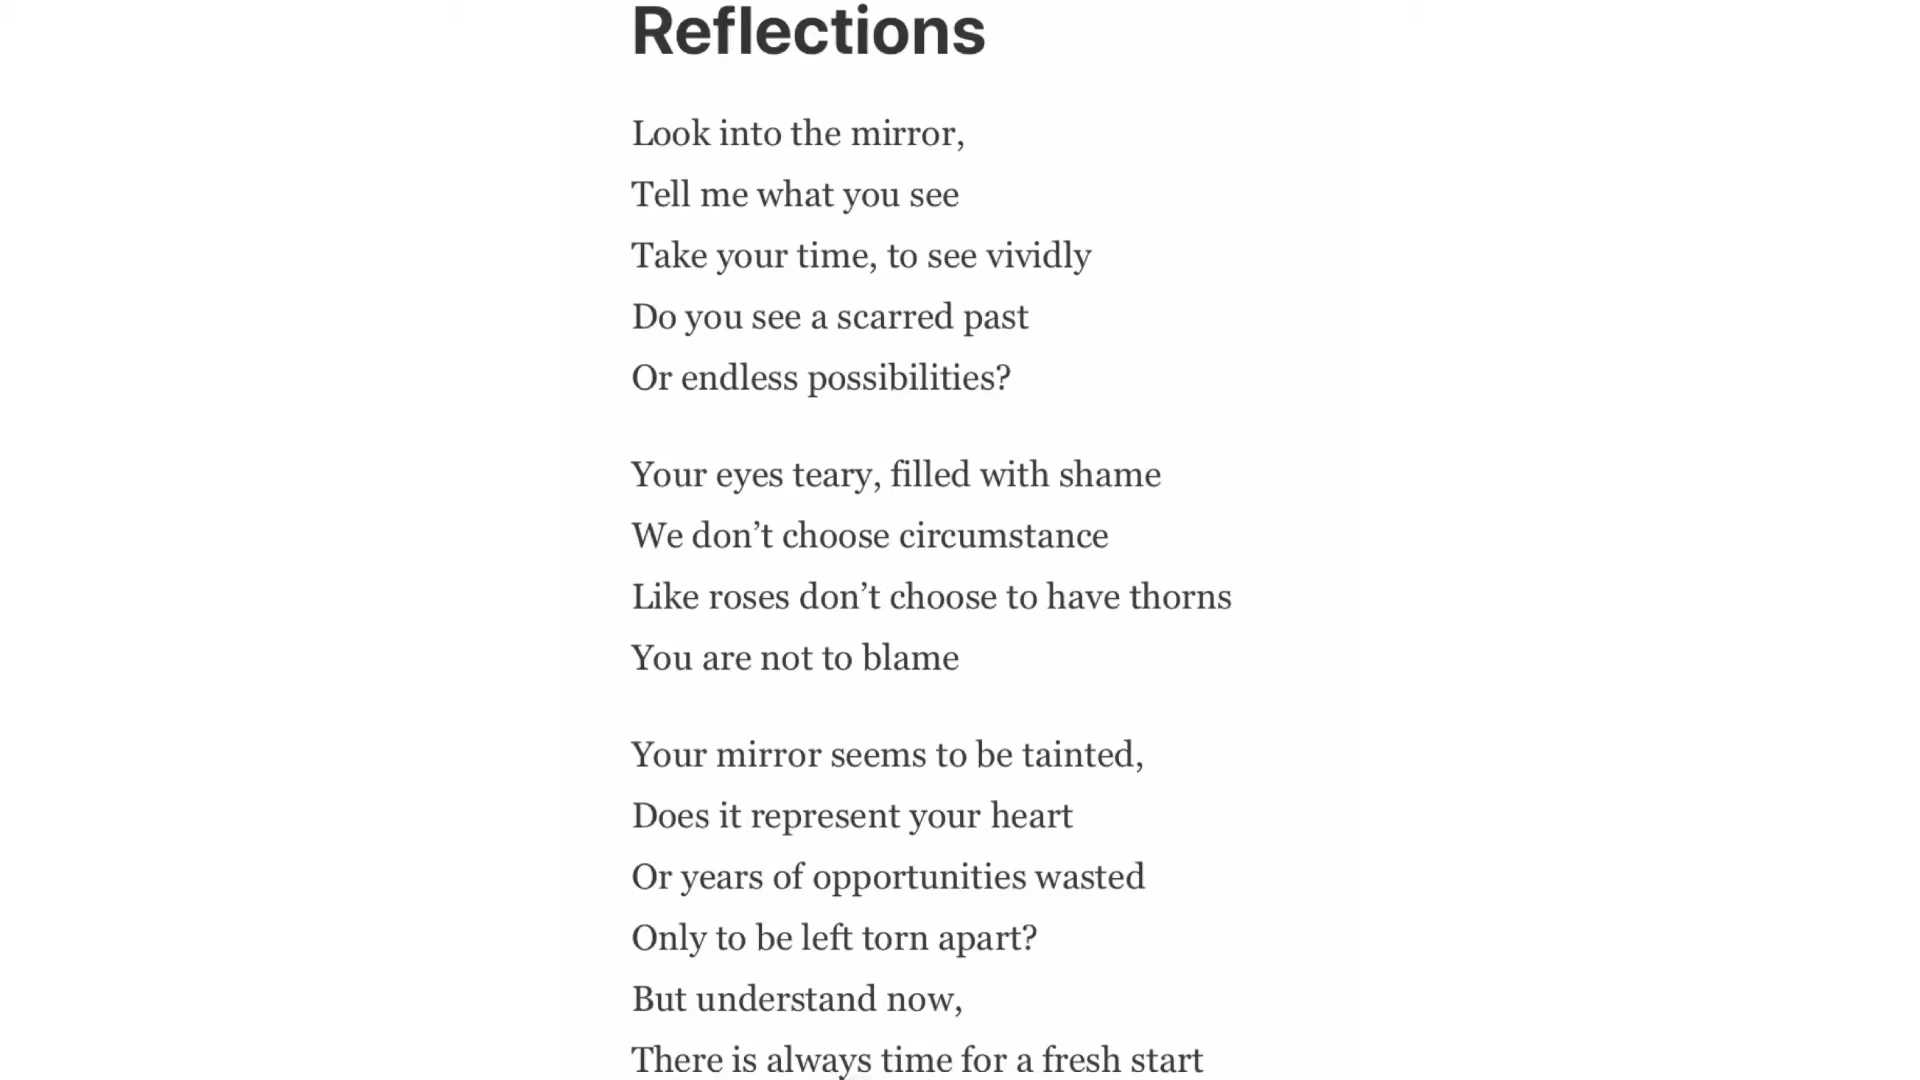 Reflections
Look into the mirror,
Tell me what you see
Take your time, to see vividly
Do you see a scarred past
Or endless possibilities?
Your eyes teary, filled with shame
We don’t choose circumstance
Like roses don’t choose to have thorns
You are not to blame
Your mirror seems to be tainted,
Does it represent your heart
Or years of opportunities wasted
Only to be left torn apart?
But understand now,
There is always time for a fresh start